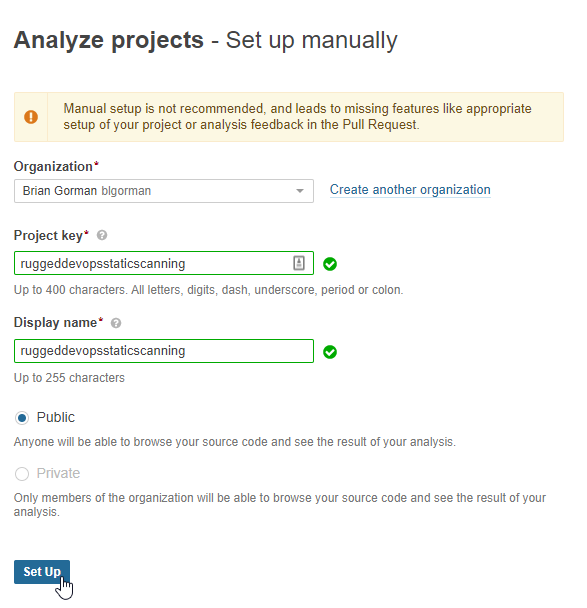 Analyze projects - Set up manually
Manual setup is not recommended, and leads to missing features like appropriate
setup of your project or analysis feedback in the Pull Request.
Organization*
Brian Gorman blgorman
Create another organization
Project key*
ruggeddevopsstaticscanning
Up to 400 characters. All letters, digits, dash, underscore, period or colon.
Display name*
ruggeddevopsstaticscanning
Up to 255 characters
Public
Anyone will be able to browse your source code and see the result of your analysis.
Private
Only members of the organization will be able to browse your source code and see the result of your
analysis.
Set Up